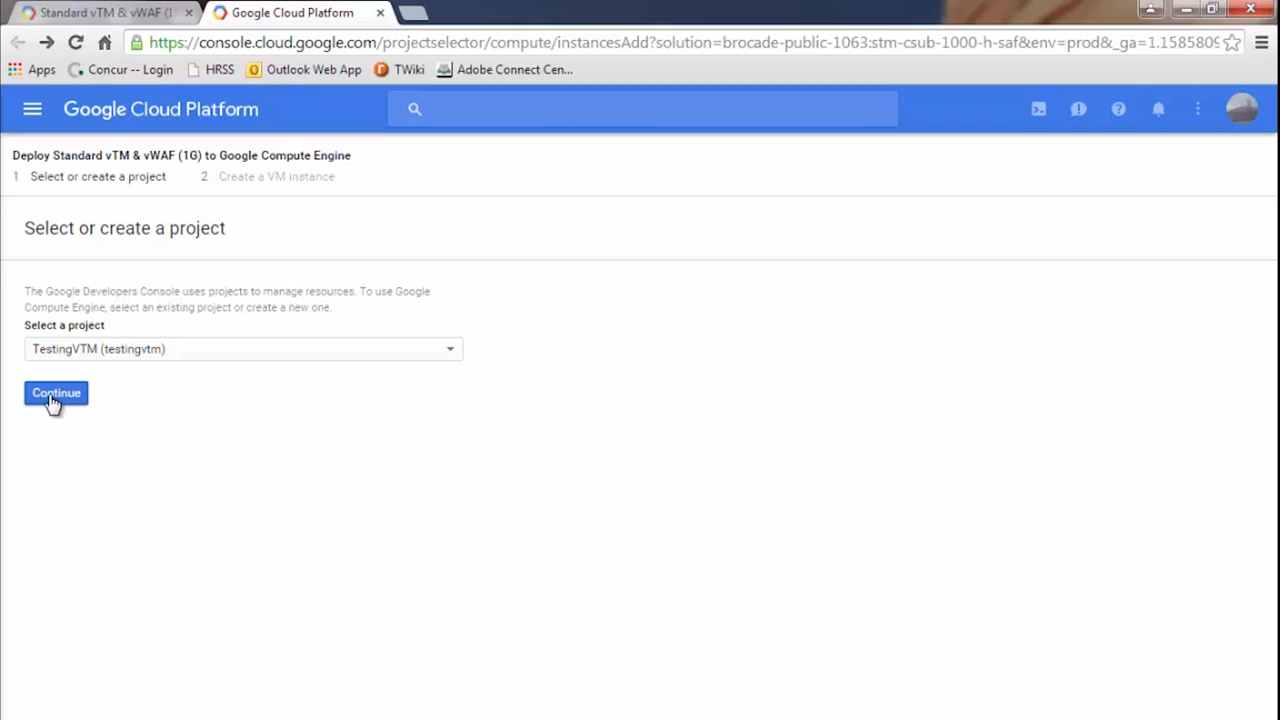 Standard vTM & vWAF (1
Google Cloud Platform
https://console.cloud.google.com/projectselector/compute/instancesAdd?solution=brocade-public-1063:stm-csub-1000-h-saf&env=prod&_ga=1.1585809
Apps
Concur -- Login
HRSS
Outlook Web App
TWiki
Adobe Connect Cen...
Google Cloud Platform
Deploy Standard vTM & vWAF (1G) to Google Compute Engine
1 Select or create a project 2 Create a VM instance
Select or create a project
The Google Developers Console uses projects to manage resources. To use Google
Compute Engine, select an existing project or create a new one.
Select a project
TestingVTM (testingvtm)
Continue